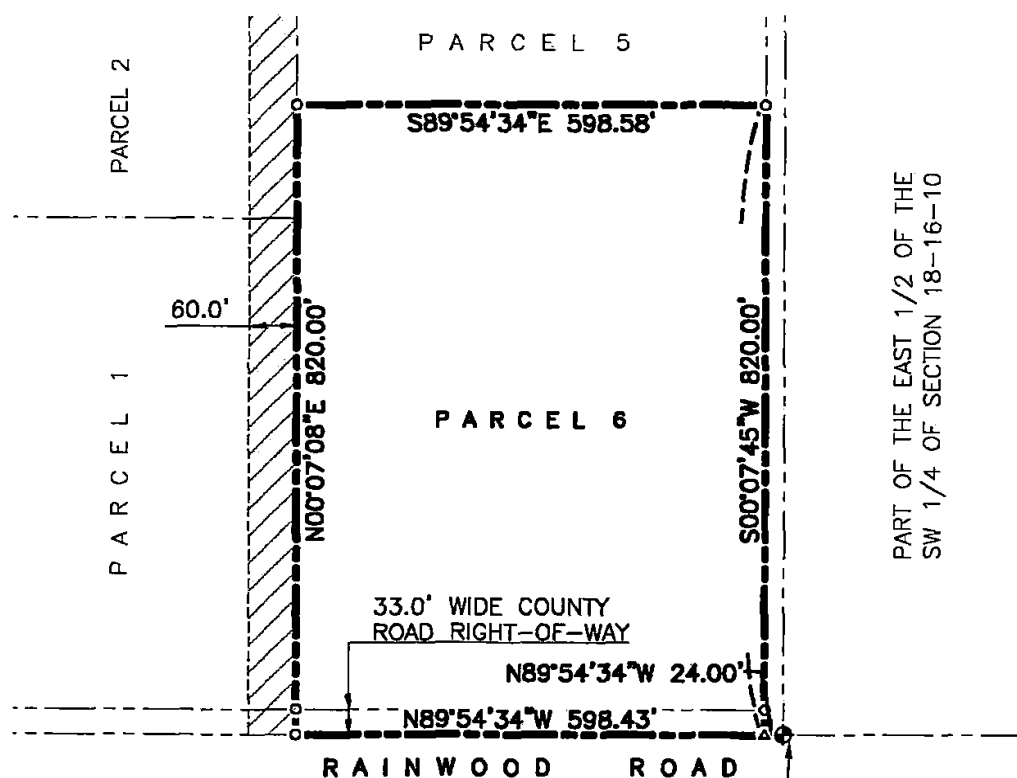 PARCEL 5
PARCEL 2
S89°54'34"E 598.58'
PART OF THE EAST 1/2 OF THE
SW 1/4 OF SECTION 18-16-10
60.0'
N00°07'08"E 820.00'
S00°07'45"W 820.00'
PARCEL 1
PARCEL 6
33.0' WIDE COUNTY
ROAD RIGHT-OF-WAY
N89°54'34"W 24.00'
N89°54'34"W 598.43'
RAINWOOD ROAD